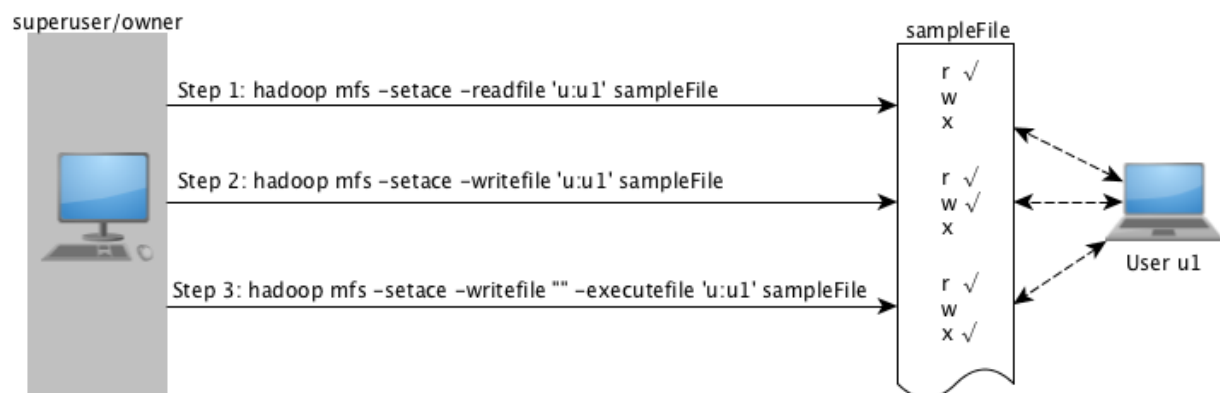 superuser/owner
sampleFile
Step 1: hadoop mfs -setace -readfile 'u:u1' sampleFile
r √
w
x
Step 2: hadoop mfs -setace -writefile 'u:u1' sampleFile
r √
w √
x
User u1
Step 3: hadoop mfs -setace -writefile "" -executefile 'u:u1' sampleFile
r √
w
x √